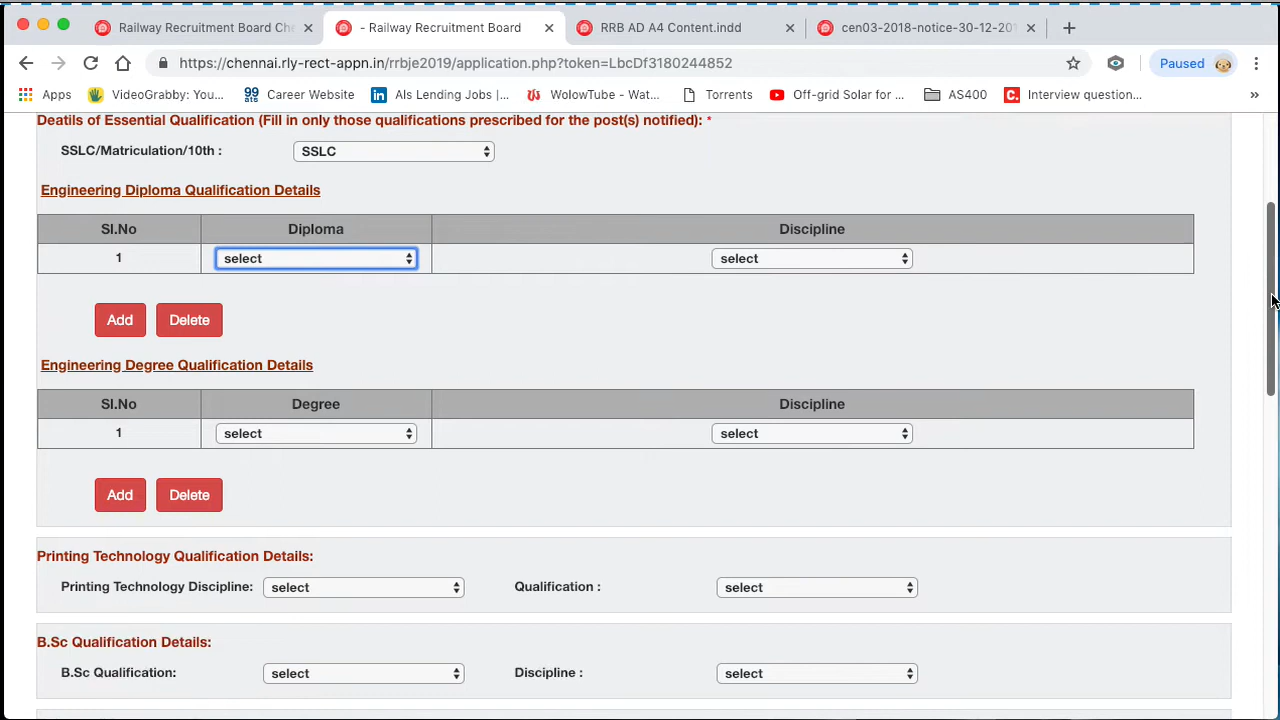 Railway Recruitment Board Che
- Railway Recruitment Board
RRB AD A4 Content.indd
cen03-2018-notice-30-12-201
https://chennai.rly-rect-appn.in/rrbje2019/application.php?token=LbcDf3180244852
Paused
Apps
VideoGrabby: You...
Career Website
AIs Lending Jobs |...
WolowTube - Wat...
Torrents
Off-grid Solar for ...
AS400
Interview question...
»
Deatils of Essential Qualification (Fill in only those qualifications prescribed for the post(s) notified): *
SSLC/Matriculation/10th : SSLC
Engineering Diploma Qualification Details
Sl.No Diploma Discipline
1 select select
Add Delete
Engineering Degree Qualification Details
Sl.No Degree Discipline
1 select select
Add Delete
Printing Technology Qualification Details:
Printing Technology Discipline: select Qualification : select
B.Sc Qualification Details:
B.Sc Qualification: select Discipline : select